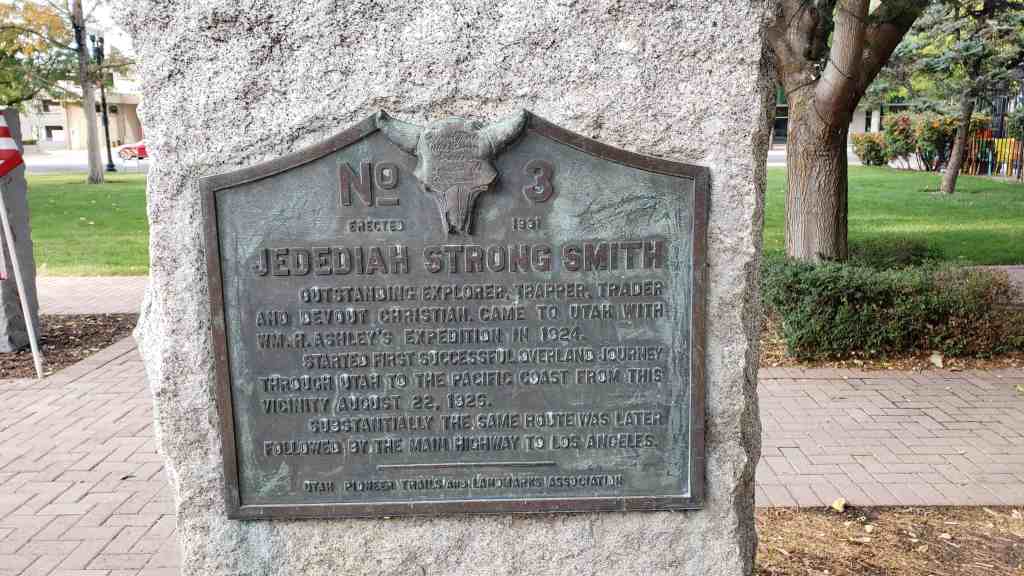 No 3
ERECTED 1931
JEDEDIAH STRONG SMITH
OUTSTANDING EXPLORER, TRAPPER, TRADER
AND DEVOUT CHRISTIAN. CAME TO UTAH WITH
WM. H. ASHLEY'S EXPEDITION IN 1824.
STARTED FIRST SUCCESSFUL OVERLAND JOURNEY
THROUGH UTAH TO THE PACIFIC COAST FROM THIS
VICINITY AUGUST 22, 1826.
SUBSTANTIALLY THE SAME ROUTE WAS LATER
FOLLOWED BY THE MAIN HIGHWAY TO LOS ANGELES.
UTAH PIONEER TRAILS AND LANDMARKS ASSOCIATION